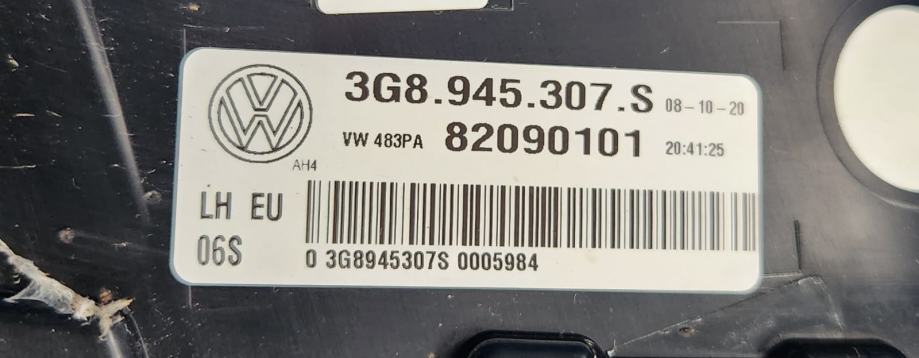 3G8.945.307.S 08-10-20
VW 483PA 82090101 20:41:25
AH4
LH EU
06S
0 3G8945307S 0005984